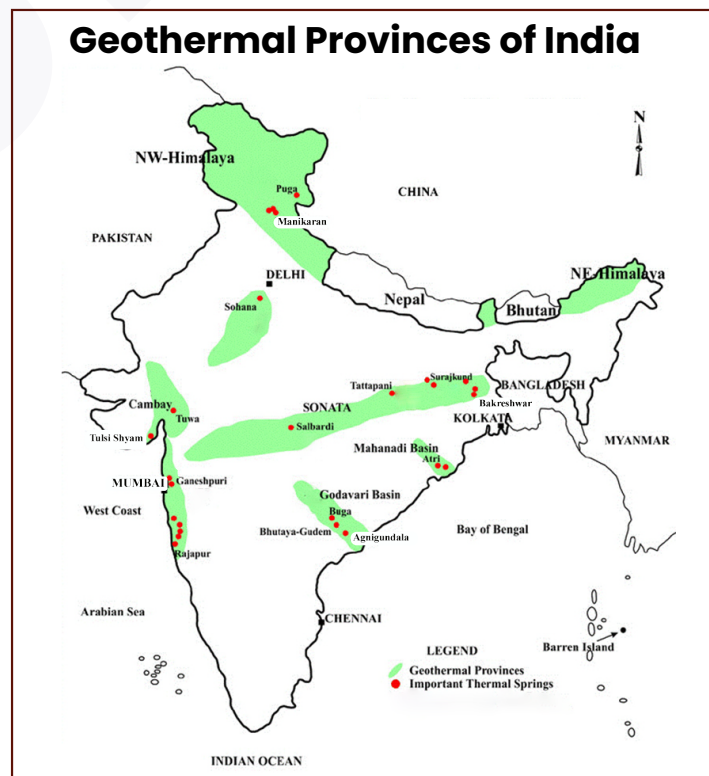 Geothermal Provinces of India
N
NW-Himalaya
Puga
CHINA
Manikaran
PAKISTAN
DELHI
NE-Himalaya
Nepal
Bhutan
Sohana
Tattapani
Surajkund
BANGLADESH
Cambay
SONATA
Bakreshwar
Tuwa
KOLKATA
Tulsi Shyam
Salbardi
MYANMAR
Mahanadi Basin
Atri
MUMBAI
Ganeshpuri
Godavari Basin
West Coast
Buga
Bhutaya-Gudem
Agnigundala
Bay of Bengal
Rajapur
Arabian Sea
CHENNAI
Barren Island
LEGEND
Geothermal Provinces
Important Thermal Springs
INDIAN OCEAN